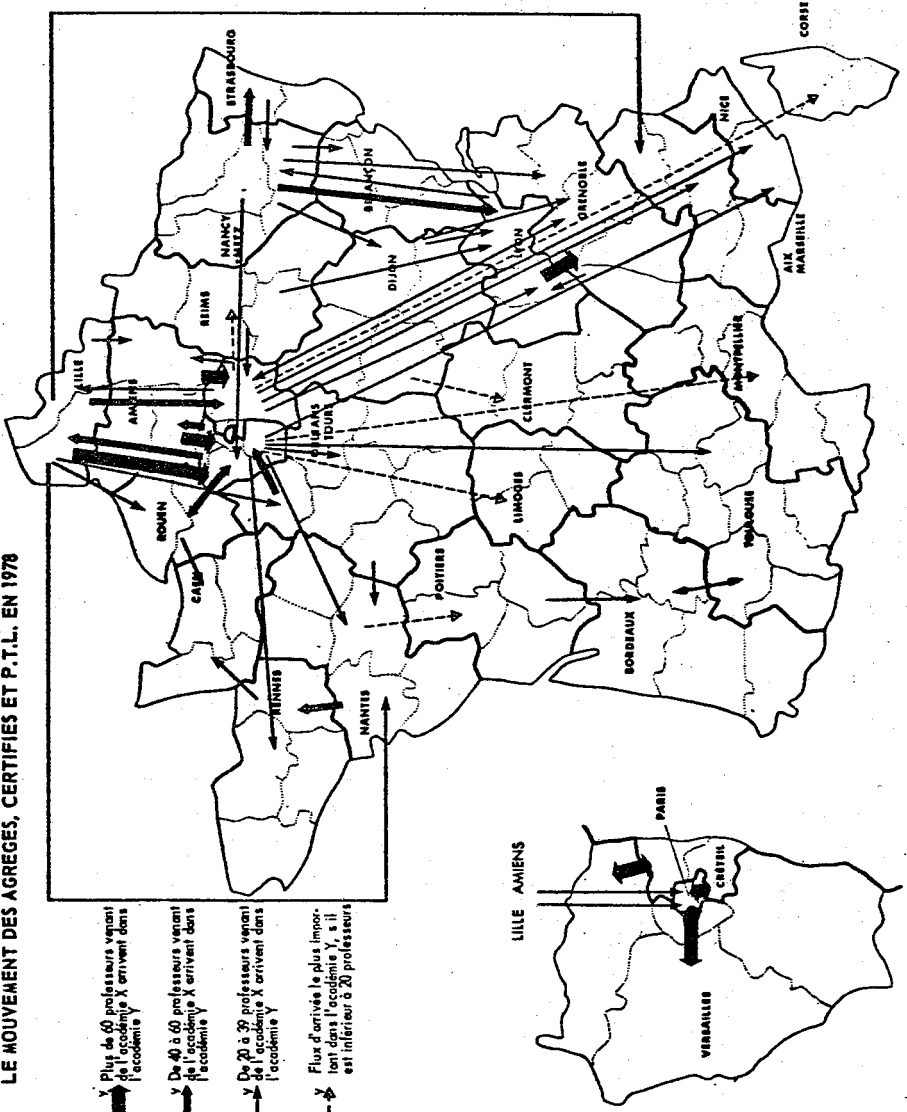 LE MOUVEMENT DES AGREGES, CERTIFIES ET P.T.L. EN 1978
Y Plus de 60 professeurs venant
de l'académie X arrivent dans
l'académie Y
Y De 40 à 60 professeurs venant
de l'académie X arrivent dans
l'académie Y
Y De 20 à 39 professeurs venant
de l'académie X arrivent dans
l'académie Y
Y Flux d'arrivée le plus impor-
tant dans l'académie Y, s'il
est inférieur à 20 professeurs
LILLE
AMIENS
ROUEN
CAEN
RENNES
NANTES
REIMS
NANCY
METZ
STRASBOURG
ORLEANS
TOURS
DIJON
BESANÇON
POITIERS
LIMOGES
CLERMONT
LYON
GRENOBLE
BORDEAUX
TOULOUSE
MONTPELLIER
AIX
MARSEILLE
NICE
CORSE
LILLE AMIENS
PARIS
CRÉTEIL
VERSAILLES